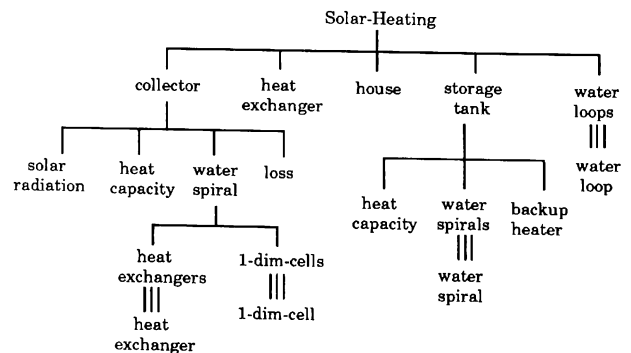 Solar-Heating
collector
heat
exchanger
house
storage
tank
water
loops
water
loop
solar
radiation
heat
capacity
water
spiral
loss
heat
capacity
water
spirals
backup
heater
water
spiral
heat
exchangers
1-dim-cells
heat
exchanger
1-dim-cell